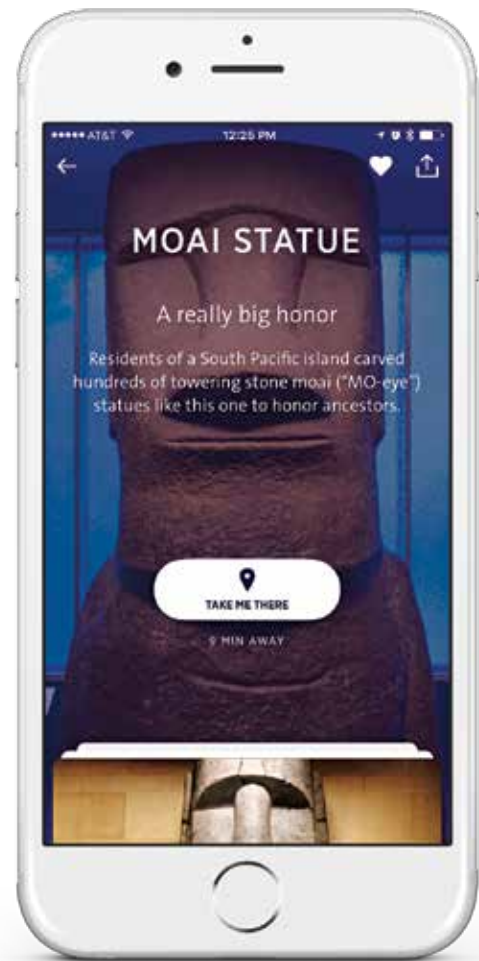 AT&T 12:25 PM
MOAI STATUE
A really big honor
Residents of a South Pacific island carved
hundreds of towering stone moai ("MO-eye")
statues like this one to honor ancestors.
TAKE ME THERE
9 MIN AWAY